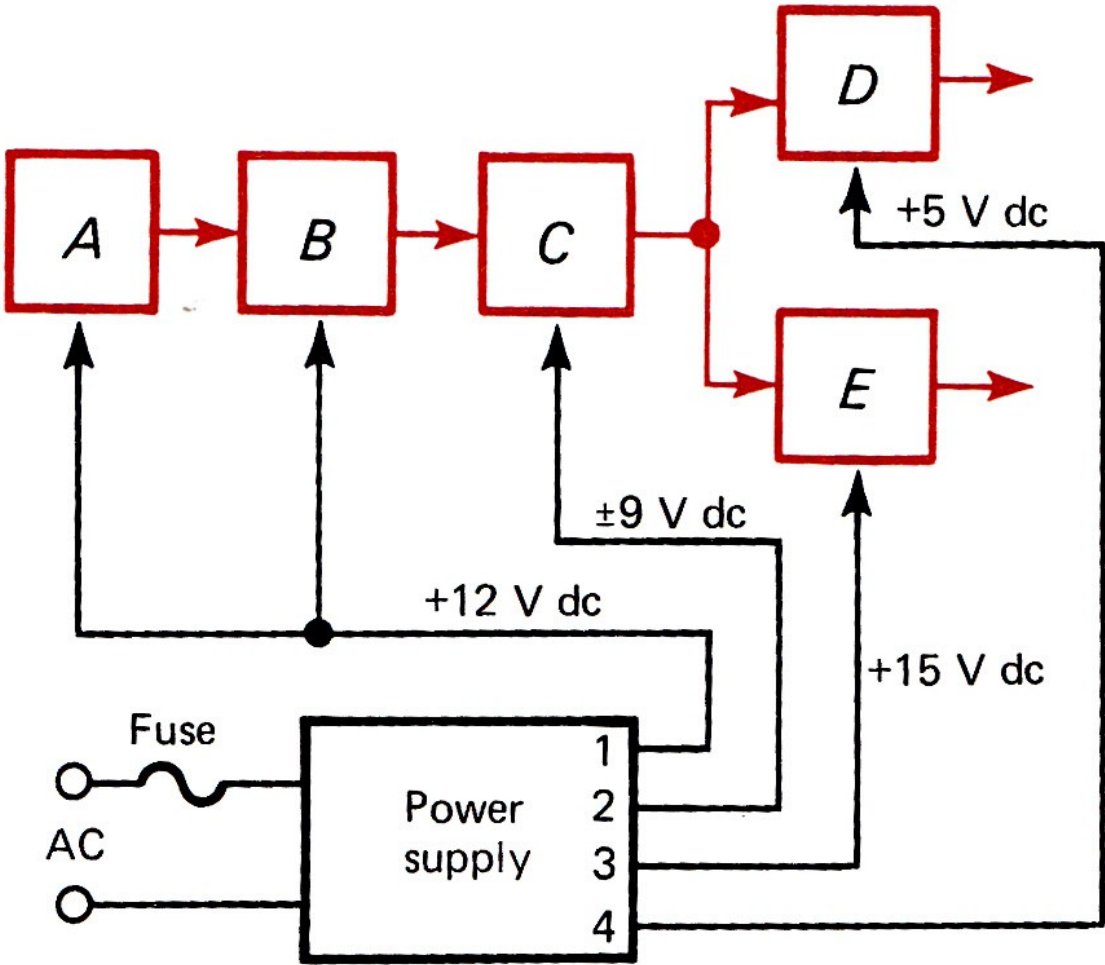 D
+5 V dc
A
B
C
E
±9 V dc
+12 V dc
+15 V dc
Fuse
1
Power
2
AC
supply
3
4